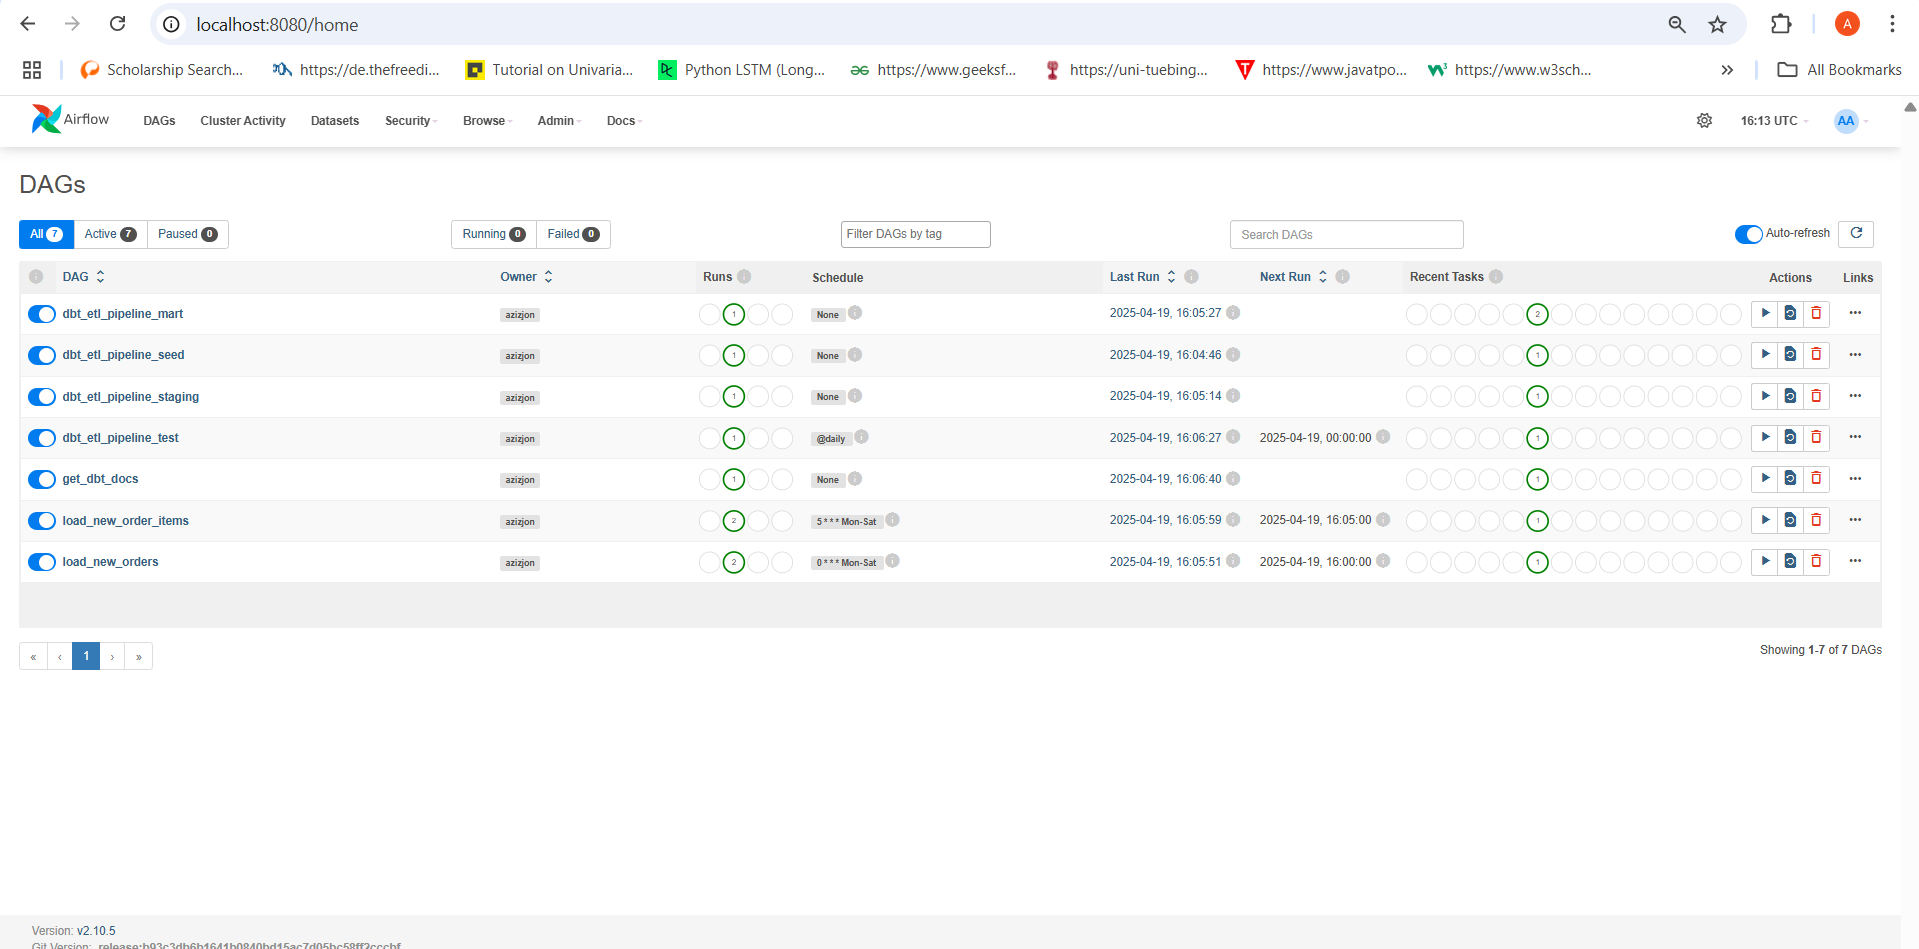 localhost:8080/home
A
Scholarship Search...
https://de.thefreedi...
Tutorial on Univaria...
Python LSTM (Long...
https://www.geeksf...
https://uni-tuebing...
https://www.javatpo...
https://www.w3sch...
»
All Bookmarks
Airflow
DAGs
Cluster Activity
Datasets
Security
Browse
Admin
Docs
16:13 UTC
AA
DAGs
All 7
Active 7
Paused 0
Running 0
Failed 0
Filter DAGs by tag
Search DAGs
Auto-refresh
DAG Owner Runs Schedule Last Run Next Run Recent Tasks Actions Links
dbt_etl_pipeline_mart azizjon 1 None 2025-04-19, 16:05:27 2
dbt_etl_pipeline_seed azizjon 1 None 2025-04-19, 16:04:46 1
dbt_etl_pipeline_staging azizjon 1 None 2025-04-19, 16:05:14 1
dbt_etl_pipeline_test azizjon 1 @daily 2025-04-19, 16:06:27 2025-04-19, 00:00:00 1
get_dbt_docs azizjon 1 None 2025-04-19, 16:06:40 1
load_new_order_items azizjon 2 5 * * * Mon-Sat 2025-04-19, 16:05:59 2025-04-19, 16:05:00 1
load_new_orders azizjon 2 0 * * * Mon-Sat 2025-04-19, 16:05:51 2025-04-19, 16:00:00 1
« ‹ 1 › »
Showing 1-7 of 7 DAGs
Version: v2.10.5
Git Version: